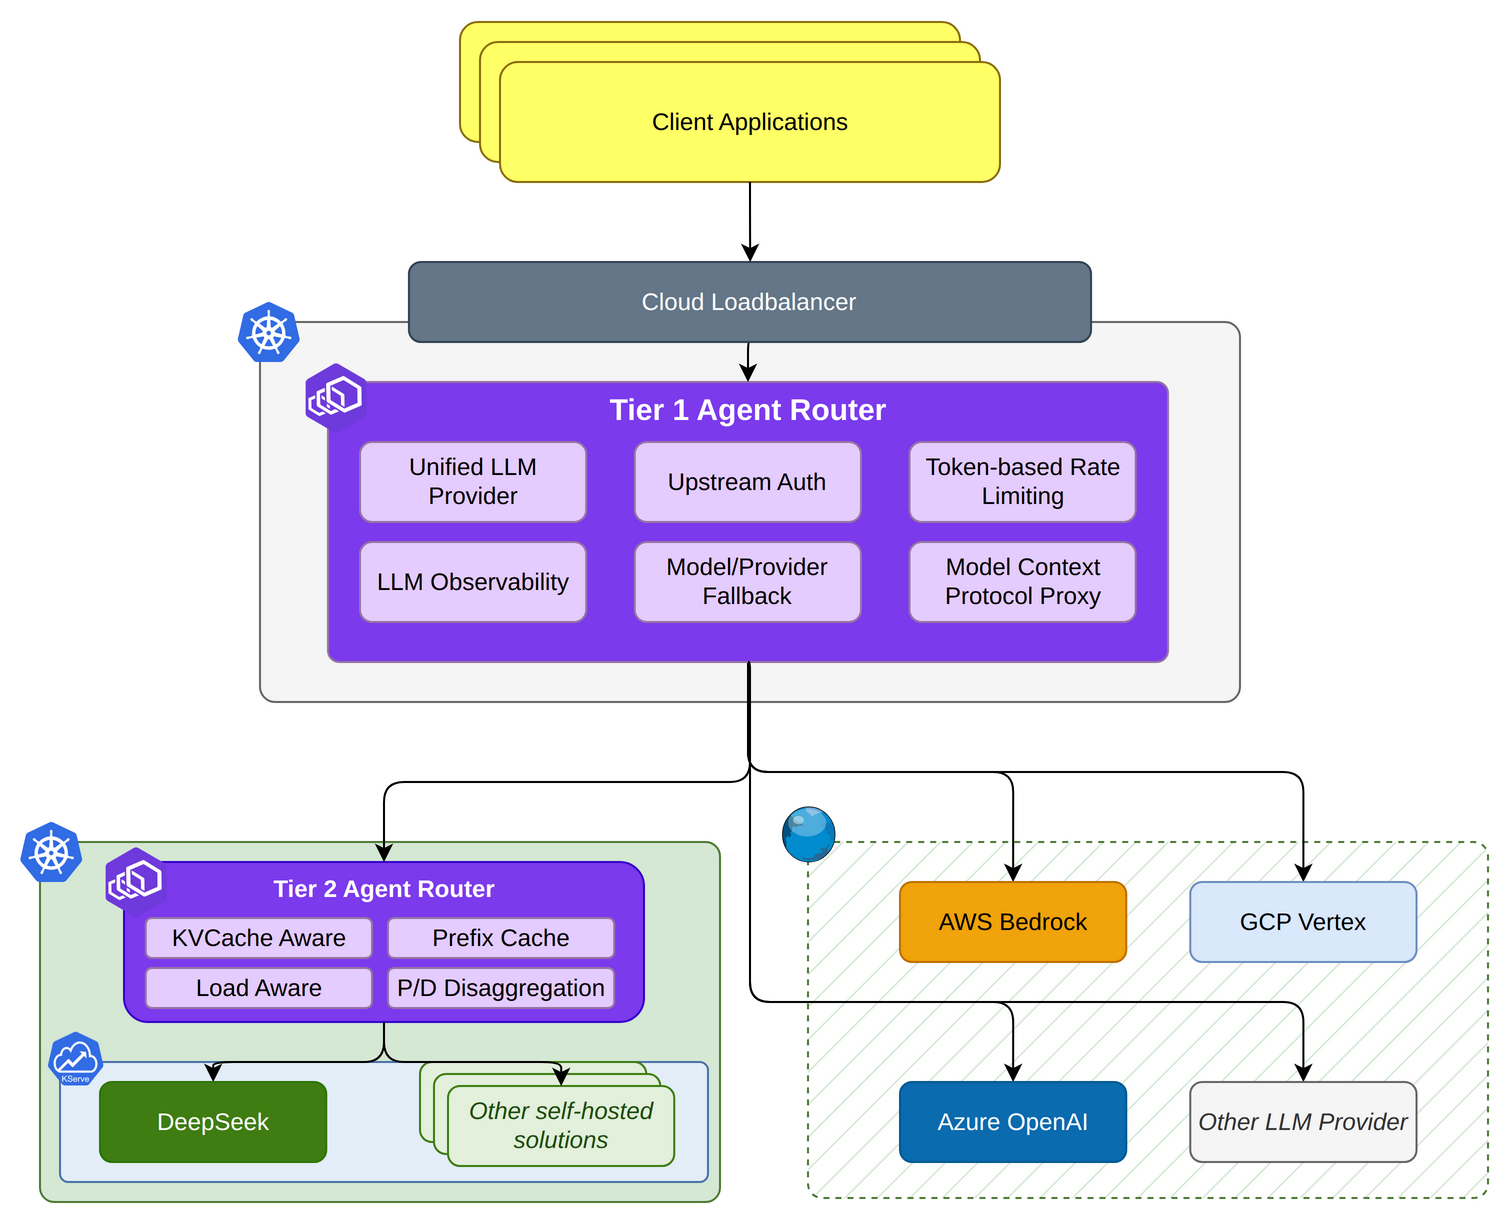 Client Applications
Cloud Loadbalancer
Tier 1 Agent Router
Unified LLM
Provider
Upstream Auth
Token-based Rate
Limiting
LLM Observability
Model/Provider
Fallback
Model Context
Protocol Proxy
Tier 2 Agent Router
KVCache Aware
Prefix Cache
Load Aware
P/D Disaggregation
KServe
DeepSeek
Other self-hosted
solutions
AWS Bedrock
GCP Vertex
Azure OpenAI
Other LLM Provider